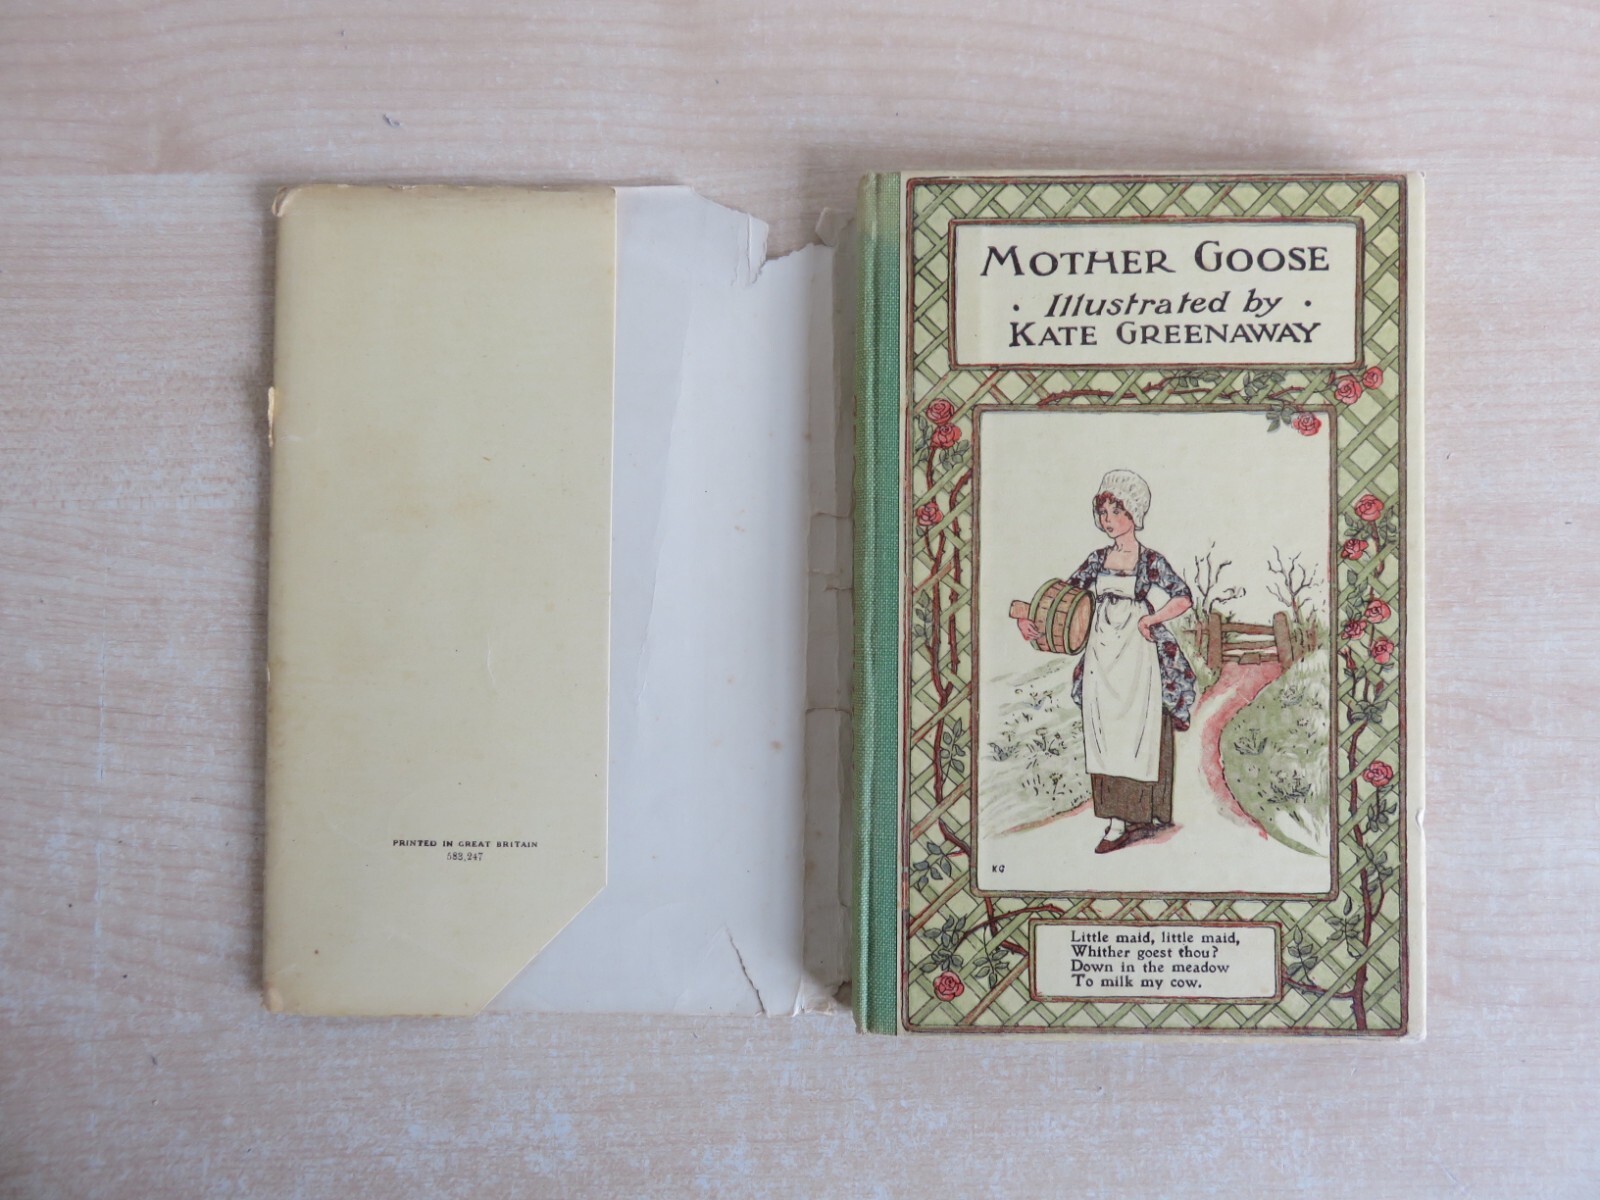 PRINTED IN GREAT BRITAIN
583,247
MOTHER GOOSE
· Illustrated by ·
KATE GREENAWAY
KG
Little maid, little maid,
Whither goest thou?
Down in the meadow
To milk my cow.